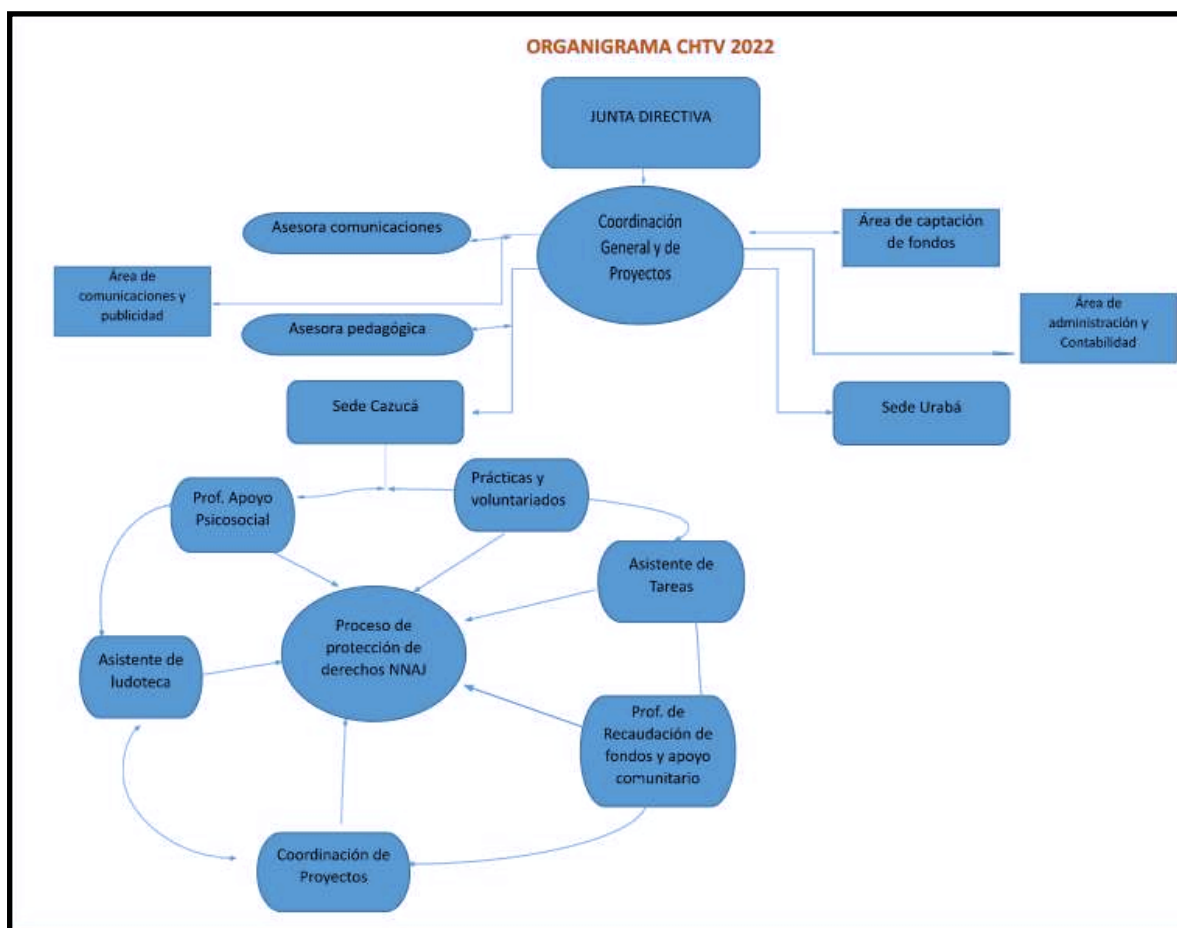 ORGANIGRAMA CHTV 2022
JUNTA DIRECTIVA
Coordinación
General y de
Proyectos
Asesora comunicaciones
Área de captación
de fondos
Área de
comunicaciones y
publicidad
Área de
administración y
Contabilidad
Asesora pedagógica
Sede Cazucá
Sede Urabá
Prof. Apoyo
Psicosocial
Prácticas y
voluntariados
Asistente de
Tareas
Proceso de
protección de
derechos NNAJ
Asistente de
ludoteca
Prof. de
Recaudación de
fondos y apoyo
comunitario
Coordinación de
Proyectos